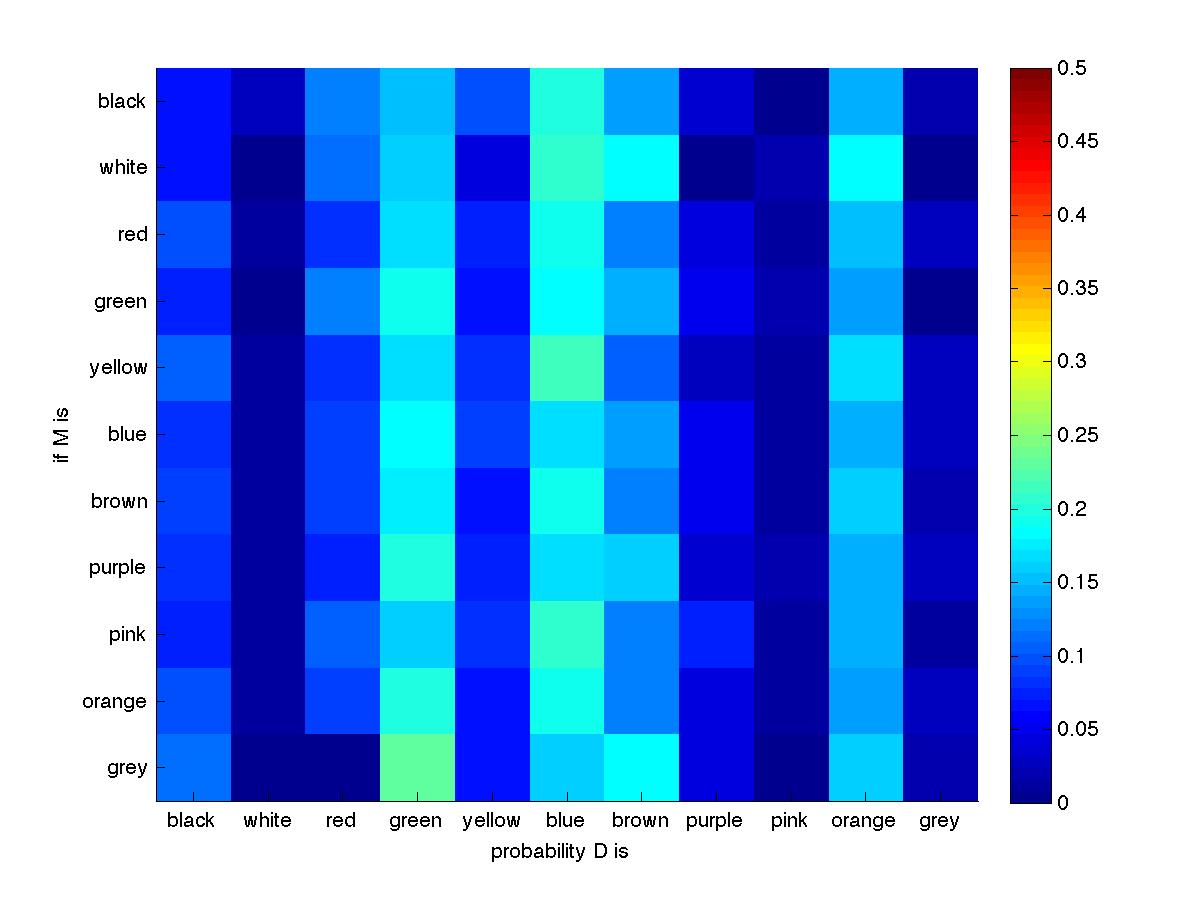 black
white
red
green
yellow
blue
brown
purple
pink
orange
grey
if M is
black white red green yellow blue brown purple pink orange grey
probability D is
0.5
0.45
0.4
0.35
0.3
0.25
0.2
0.15
0.1
0.05
0